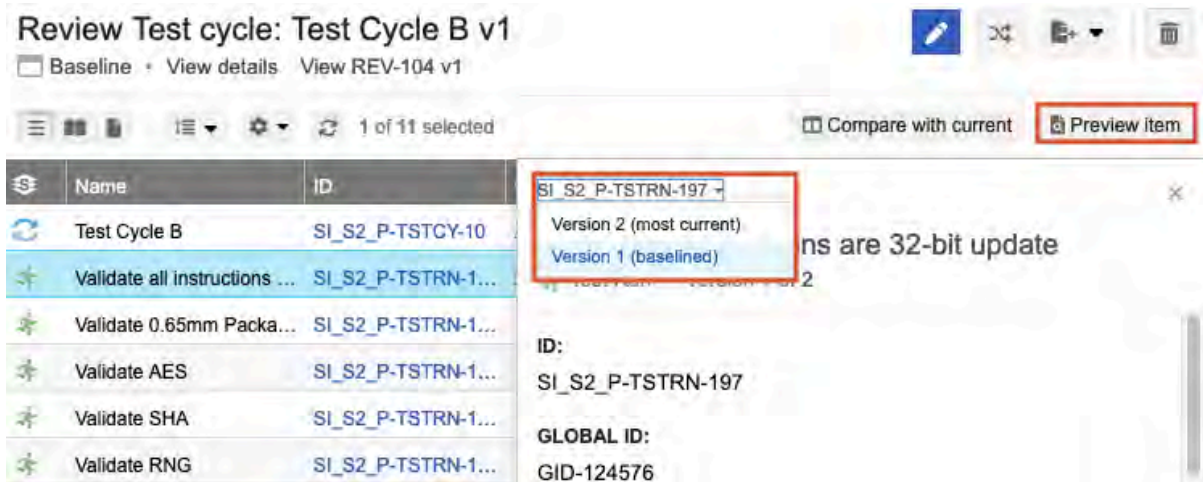 Review Test cycle: Test Cycle B v1
Baseline • View details View REV-104 v1
1 of 11 selected
Compare with current
Preview item
Name ID
Test Cycle B SI_S2_P-TSTCY-10
Validate all instructions ... SI_S2_P-TSTRN-1...
Validate 0.65mm Packa... SI_S2_P-TSTRN-1...
Validate AES SI_S2_P-TSTRN-1...
Validate SHA SI_S2_P-TSTRN-1...
Validate RNG SI_S2_P-TSTRN-1...
SI_S2_P-TSTRN-197
Version 2 (most current)
Version 1 (baselined)
ns are 32-bit update
2
ID:
SI_S2_P-TSTRN-197
GLOBAL ID:
GID-124576